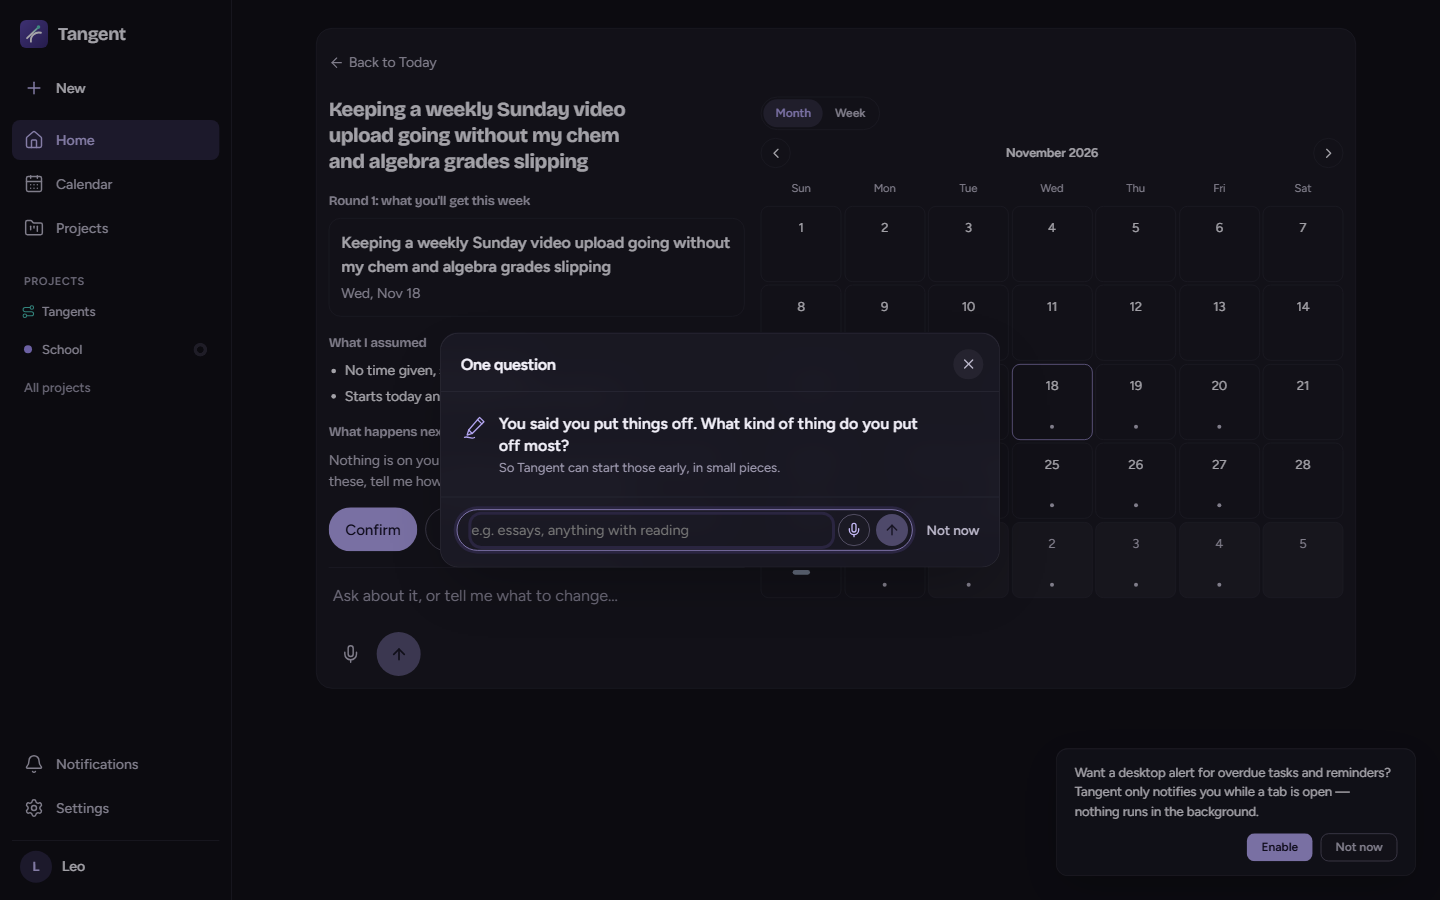 Tangent
New
Home
Calendar
Projects
PROJECTS
Tangents
School
All projects
Notifications
Settings
L
Leo
Back to Today
Keeping a weekly Sunday video
upload going without my chem
and algebra grades slipping
Round 1: what you'll get this week
Keeping a weekly Sunday video upload going without
my chem and algebra grades slipping
Wed, Nov 18
What I assumed
No time given,
Starts today an
What happens nex
Nothing is on you
these, tell me how
Confirm
Ask about it, or tell me what to change...
Month Week
November 2026
Sun Mon Tue Wed Thu Fri Sat
1 2 3 4 5 6 7
8 9 10 11 12 13 14
18 19 20 21
25 26 27 28
2 3 4 5
One question
You said you put things off. What kind of thing do you put
off most?
So Tangent can start those early, in small pieces.
e.g. essays, anything with reading
Not now
Want a desktop alert for overdue tasks and reminders?
Tangent only notifies you while a tab is open —
nothing runs in the background.
Enable
Not now